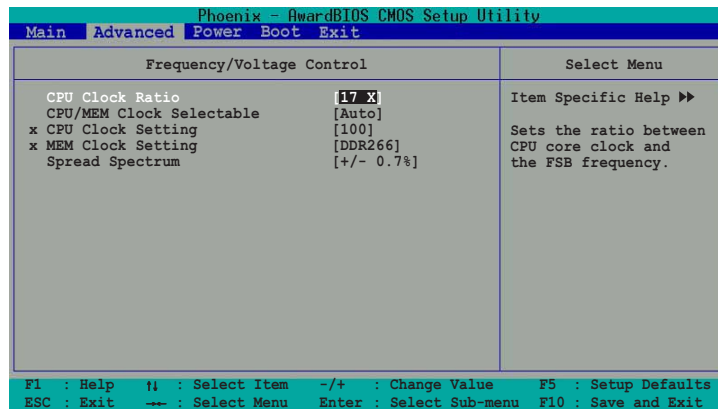 Phoenix - AwardBIOS CMOS Setup Utility
Main Advanced Power Boot Exit
Frequency/Voltage Control
Select Menu
CPU Clock Ratio [17 X]
CPU/MEM Clock Selectable [Auto]
x CPU Clock Setting [100]
x MEM Clock Setting [DDR266]
Spread Spectrum [+/- 0.7%]
Item Specific Help ▶▶
Sets the ratio between
CPU core clock and
the FSB frequency.
F1 : Help ↑↓ : Select Item -/+ : Change Value F5 : Setup Defaults
ESC : Exit →← : Select Menu Enter : Select Sub-menu F10 : Save and Exit